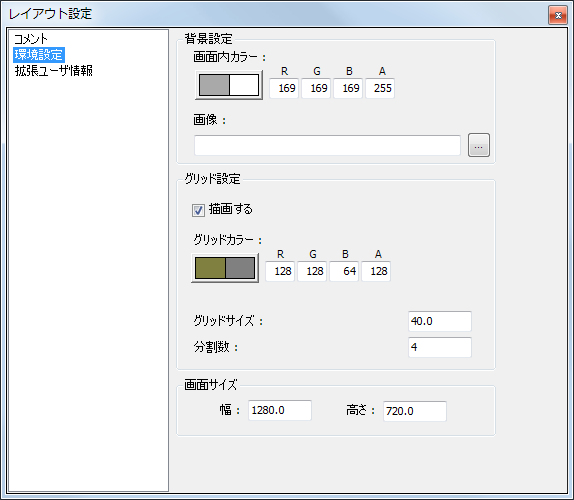 レイアウト設定
コメント
環境設定
拡張ユーザ情報
背景設定
画面内カラー：
R G B A
169 169 169 255
画像：
...
グリッド設定
描画する
グリッドカラー：
R G B A
128 128 64 128
グリッドサイズ： 40.0
分割数： 4
画面サイズ
幅： 1280.0 高さ： 720.0